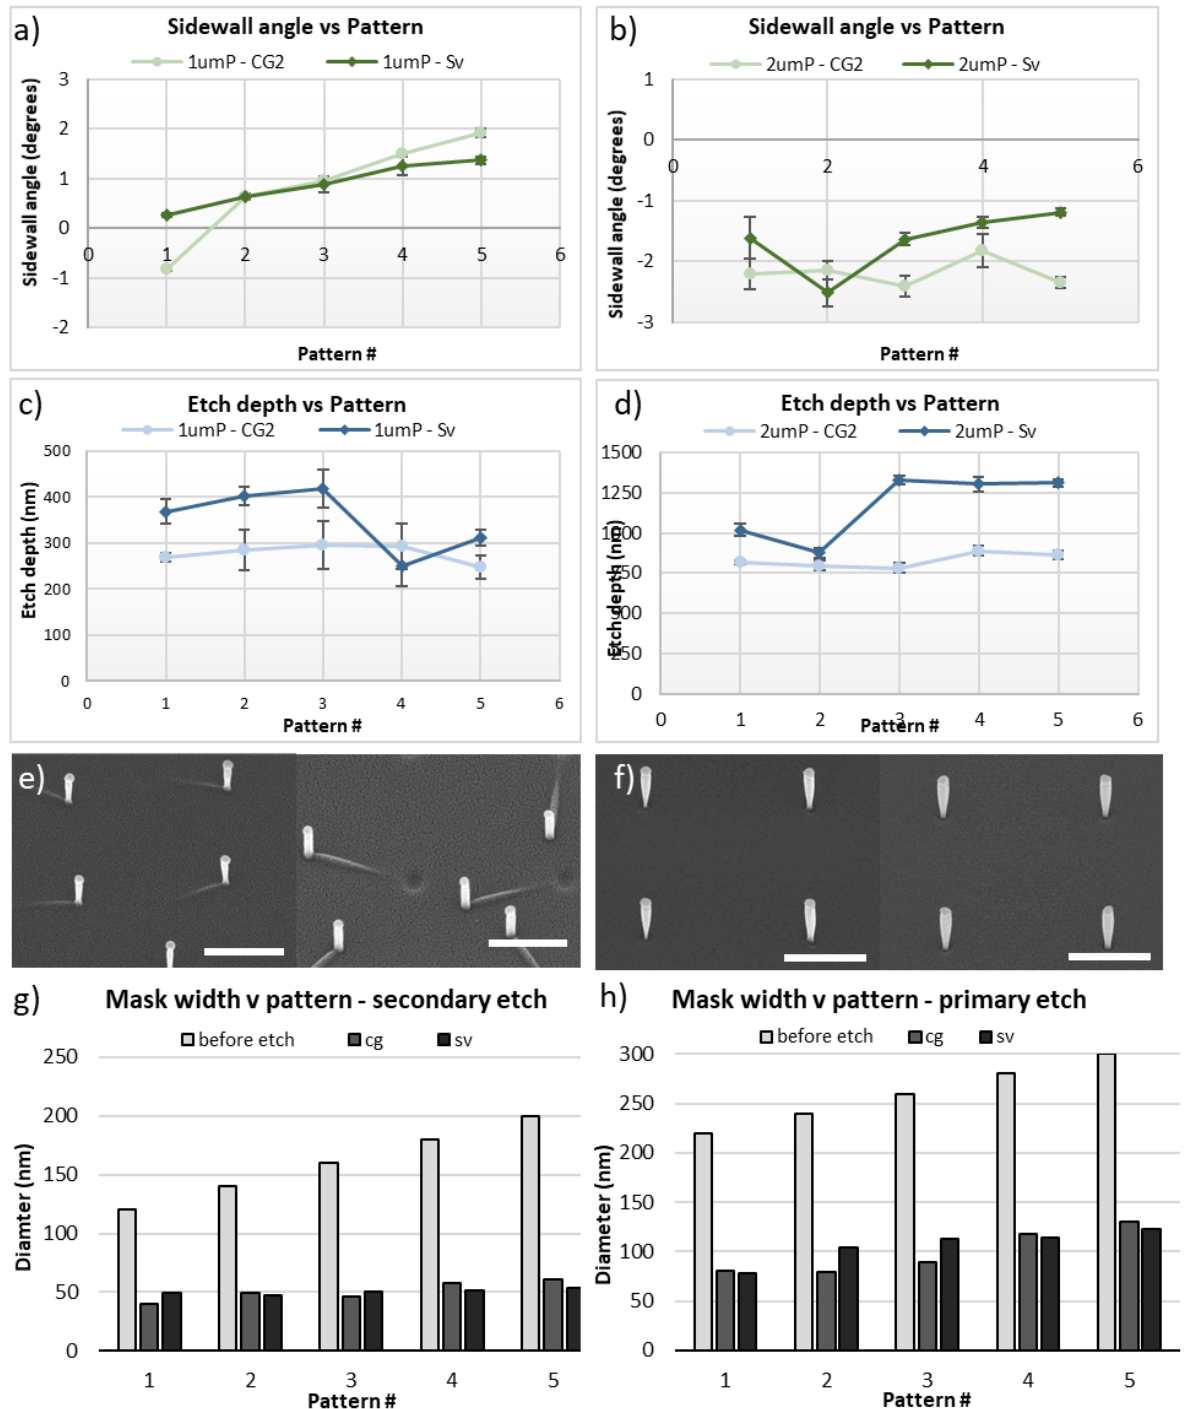 a)
Sidewall angle vs Pattern
1umP - CG2 1umP - Sv
Sidewall angle (degrees)
3
2
1
0
-1
-2
0 1 2 3 4 5 6
Pattern #
b)
Sidewall angle vs Pattern
2umP - CG2 2umP - Sv
Sidewall angle (degrees)
1
0
-1
-2
-3
0 2 4 6
Pattern #
c)
Etch depth vs Pattern
1umP - CG2 1umP - Sv
Etch depth (nm)
500
400
300
200
100
0
0 1 2 3 4 5 6
Pattern #
d)
Etch depth vs Pattern
2umP - CG2 2umP - Sv
Etch depth (nm)
1500
1250
1000
750
500
250
0
0 1 2 3 4 5 6
Pattern #
e)
f)
g)
Mask width v pattern - secondary etch
before etch cg sv
Diamter (nm)
250
200
150
100
50
0
1 2 3 4 5
Pattern #
h)
Mask width v pattern - primary etch
before etch cg sv
Diameter (nm)
300
250
200
150
100
50
0
1 2 3 4 5
Pattern #